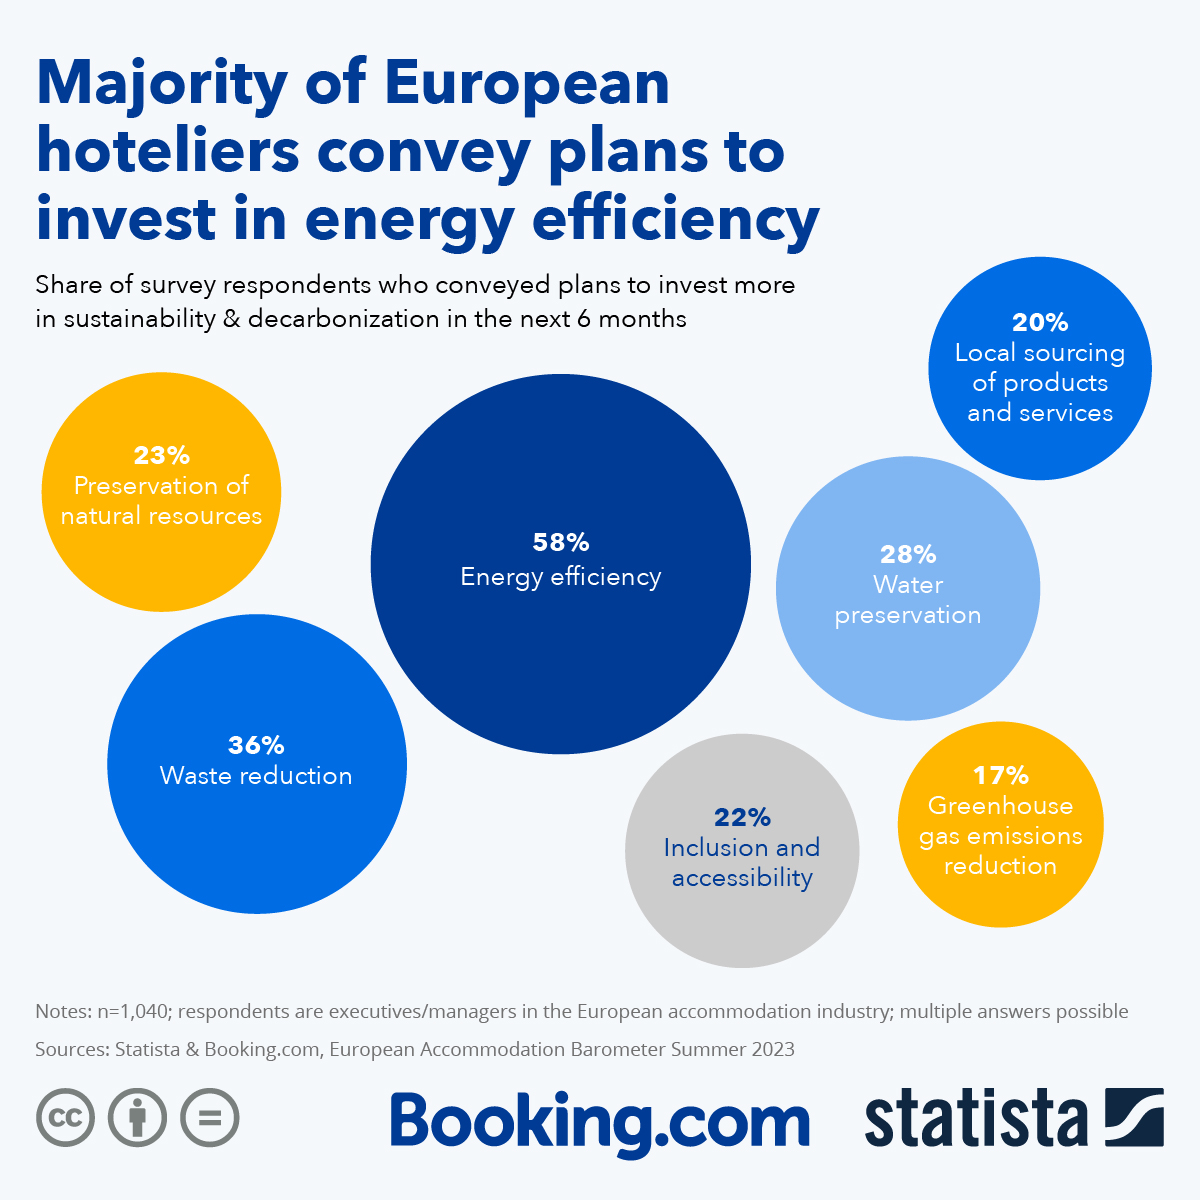 Majority of European
hoteliers convey plans to
invest in energy efficiency
Share of survey respondents who conveyed plans to invest more
in sustainability & decarbonization in the next 6 months
20%
Local sourcing
of products
and services
23%
Preservation of
natural resources
58%
Energy efficiency
28%
Water
preservation
36%
Waste reduction
22%
Inclusion and
accessibility
17%
Greenhouse
gas emissions
reduction
Notes: n=1,040; respondents are executives/managers in the European accommodation industry; multiple answers possible
Sources: Statista & Booking.com, European Accommodation Barometer Summer 2023
cc
=
Booking.com
statista